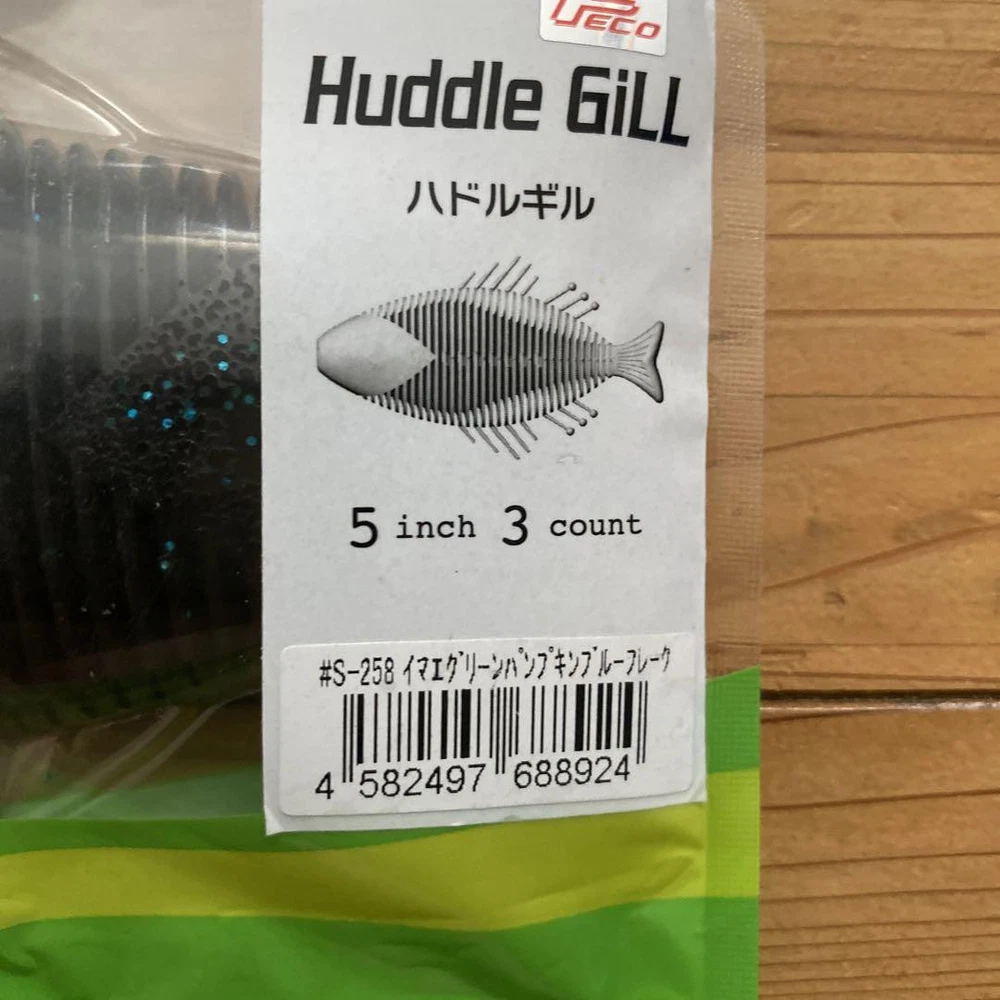 PECO
Huddle GiLL
ハドルギル
5 inch 3 count
#S-258 ｲﾏｴｸﾞﾘｰﾝﾊﾟﾝﾌﾟｷﾝﾌﾞﾙｰﾌﾚｰｸ
4 582497 688924